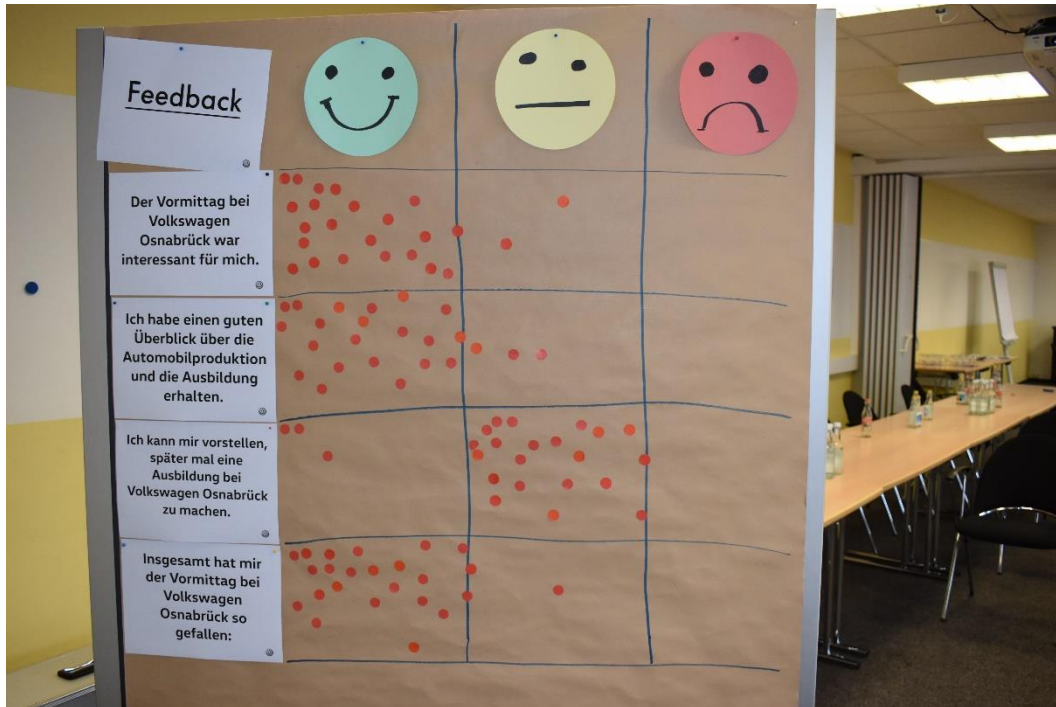 Feedback
Der Vormittag bei
Volkswagen
Osnabrück war
interessant für mich.
Ich habe einen guten
Überblick über die
Automobilproduktion
und die Ausbildung
erhalten.
Ich kann mir vorstellen,
später mal eine
Ausbildung bei
Volkswagen Osnabrück
zu machen.
Insgesamt hat mir
der Vormittag bei
Volkswagen
Osnabrück so
gefallen: